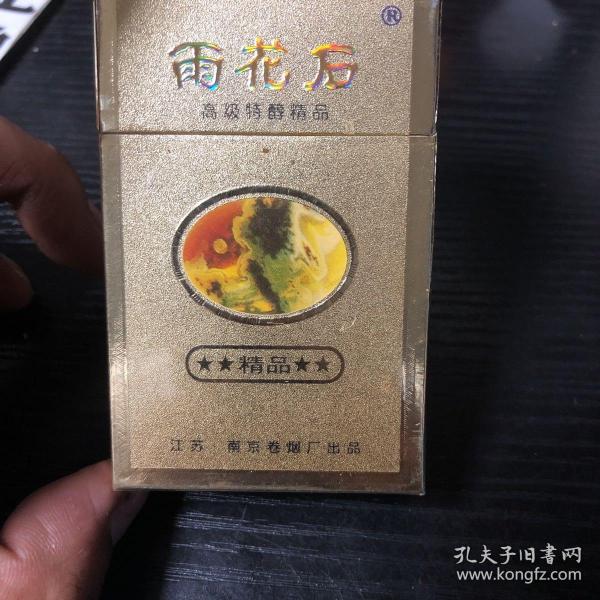 ®
雨花石
高级特醇精品
★★精品★★
江苏 南京卷烟厂出品
孔夫子旧書网
www.kongfz.com